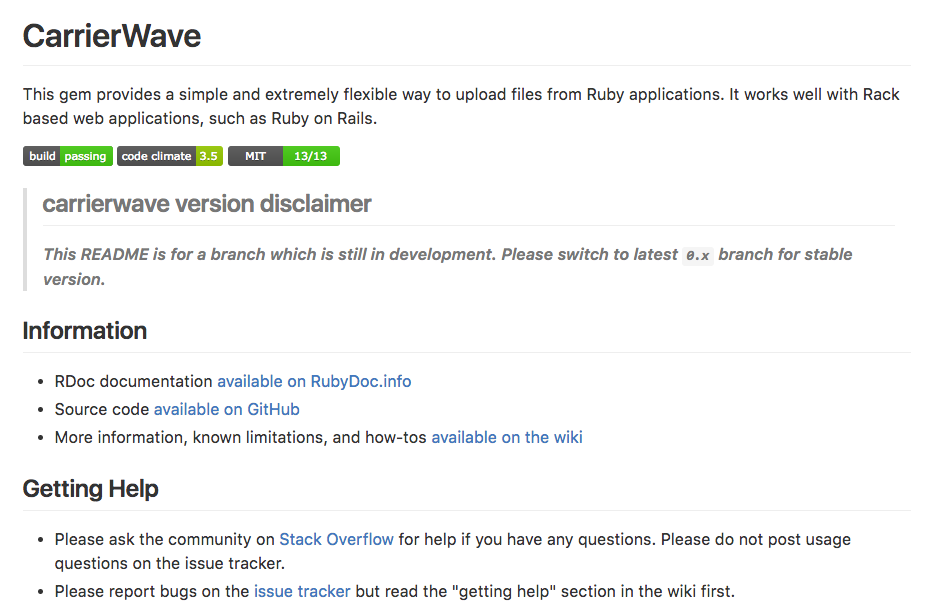 CarrierWave
This gem provides a simple and extremely flexible way to upload files from Ruby applications. It works well with Rack
based web applications, such as Ruby on Rails.
build passing code climate 3.5 MIT 13/13
carrierwave version disclaimer
This README is for a branch which is still in development. Please switch to latest 0.x branch for stable
version.
Information
• RDoc documentation available on RubyDoc.info
• Source code available on GitHub
• More information, known limitations, and how-tos available on the wiki
Getting Help
• Please ask the community on Stack Overflow for help if you have any questions. Please do not post usage
questions on the issue tracker.
• Please report bugs on the issue tracker but read the "getting help" section in the wiki first.